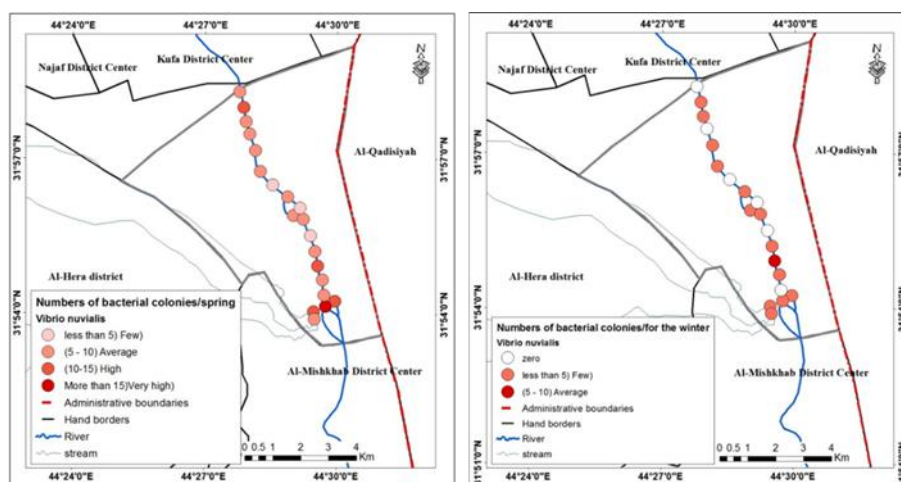 44°24'0"E 44°27'0"E 44°30'0"E
Kufa District Center
Najaf District Center
N
Al-Qadisiyah
31°57'0"N
31°57'0"N
Al-Hera district
31°54'0"N
31°54'0"N
Numbers of bacterial colonies/spring
Vibrio nuvialis
less than 5) Few)
(5 - 10) Average
(10-15) High
More than 15)Very high)
Administrative boundaries
Hand borders
River
stream
Al-Mishkhab District Center
0 0.5 1 2 3 4
Km
44°24'0"E 44°27'0"E 44°30'0"E
44°24'0"E 44°27'0"E 44°30'0"E
Kufa District Center
Najaf District Center
N
Al-Qadisiyah
31°57'0"N
Al-Hera district
31°54'0"N
Numbers of bacterial colonies/for the winter
Vibrio nuvialis
zero
less than 5) Few)
(5 - 10) Average
Administrative boundaries
Hand borders
River
stream
Al-Mishkhab District Center
0 0.5 1 2 3 4
Km
31°51'0"N
44°24'0"E 44°27'0"E 44°30'0"E